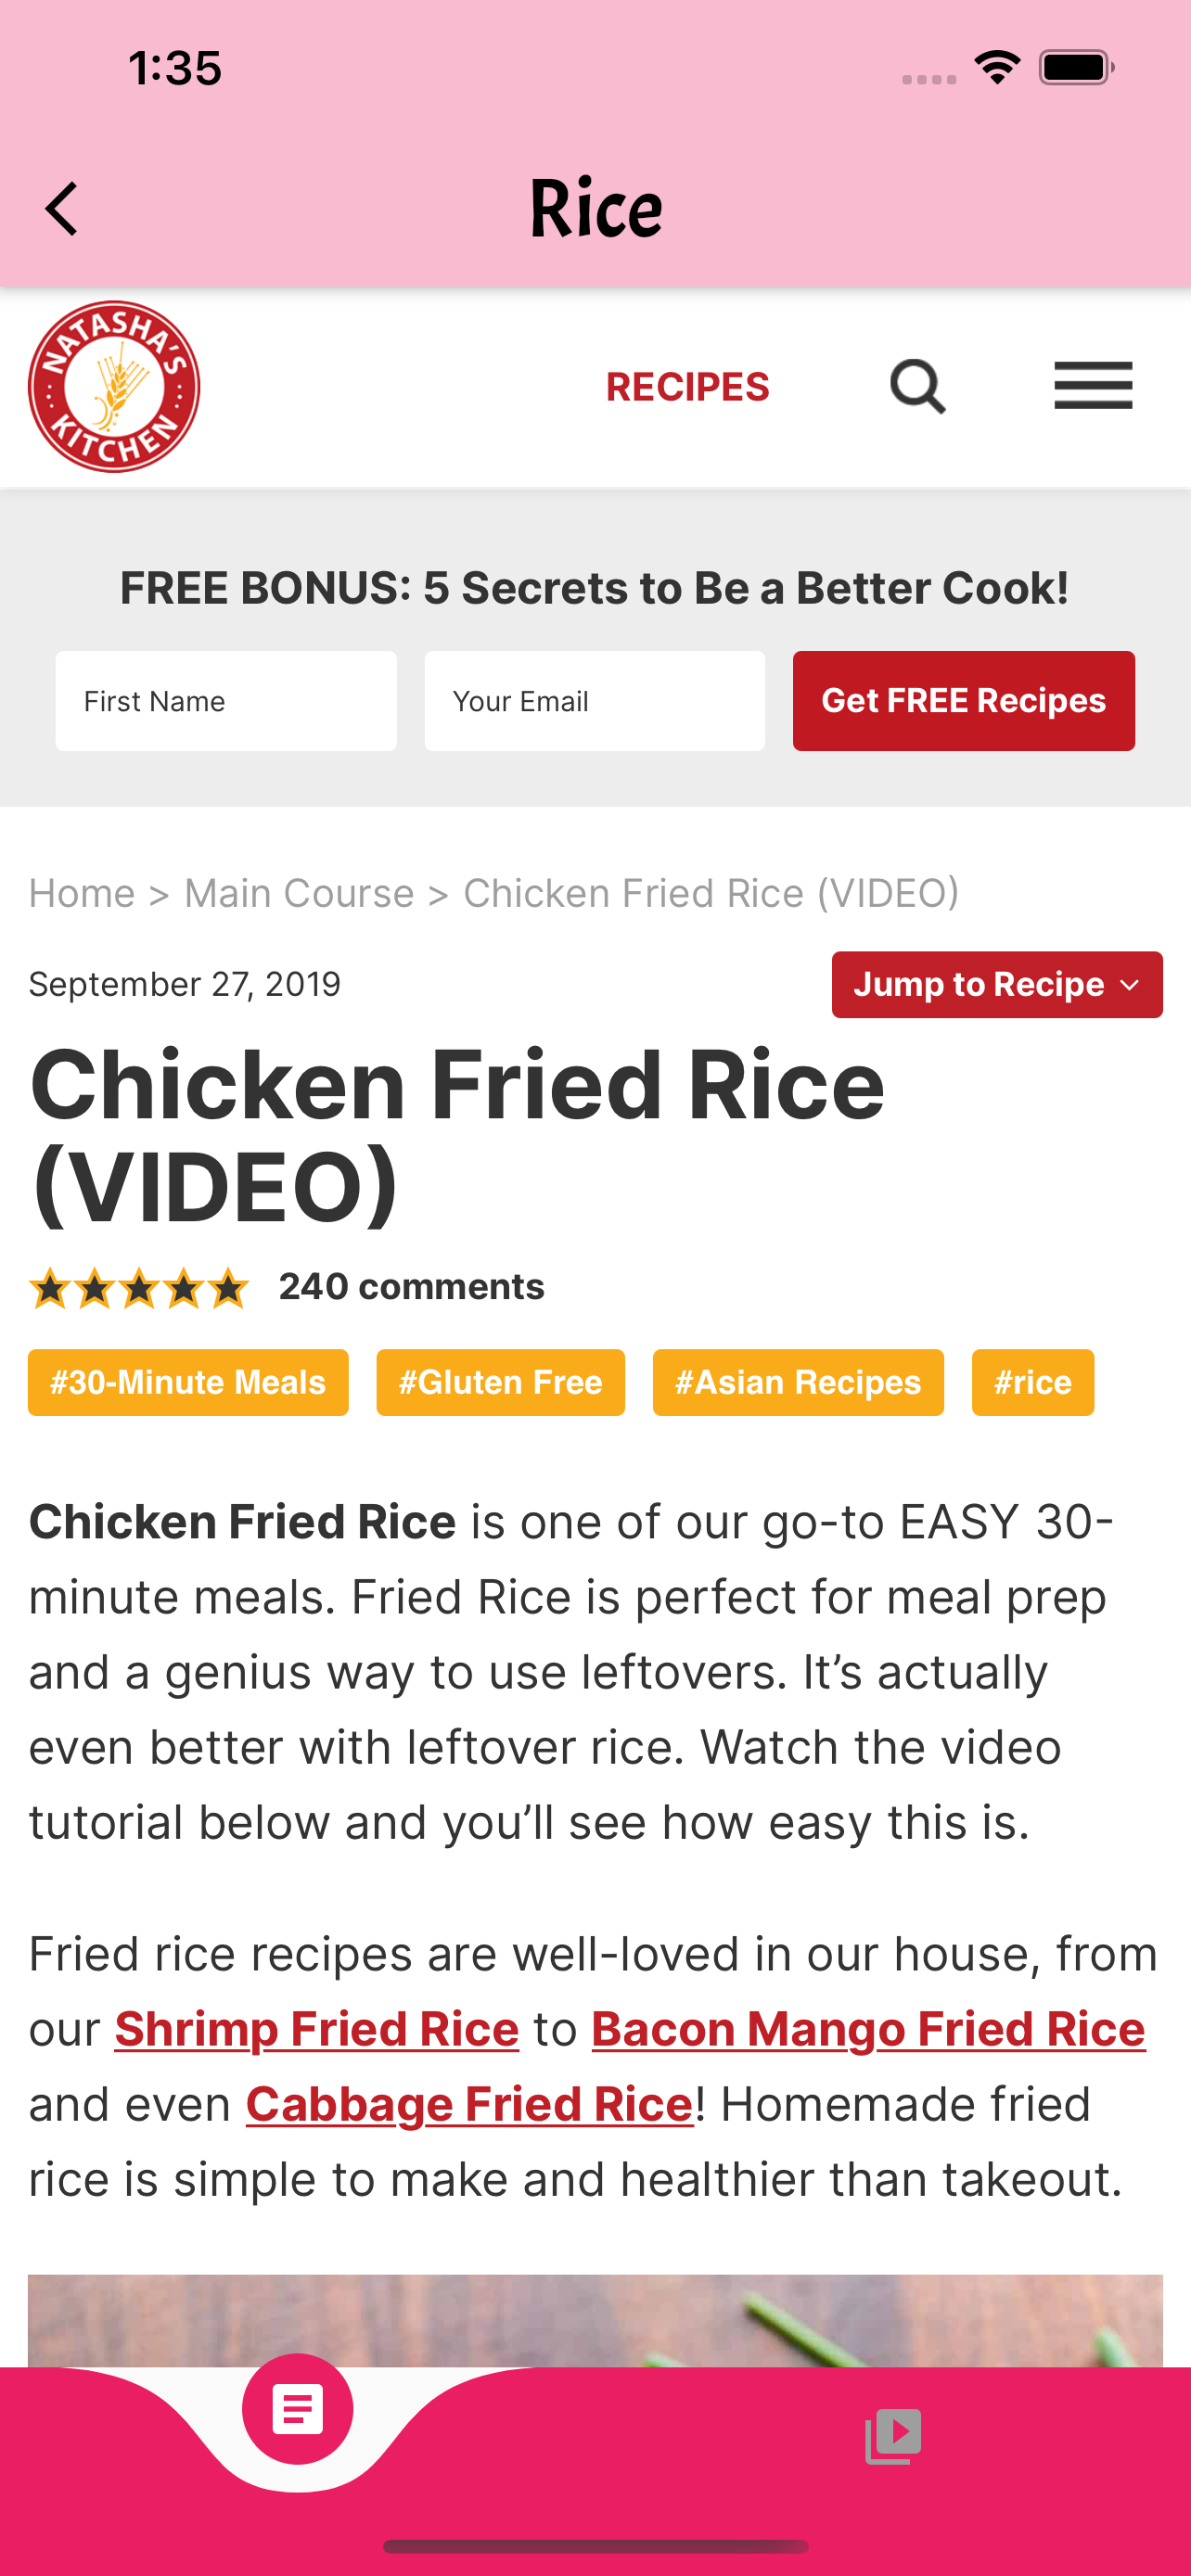 1:35
Rice
NATASHA'S
KITCHEN
RECIPES
FREE BONUS: 5 Secrets to Be a Better Cook!
First Name
Your Email
Get FREE Recipes
Home > Main Course > Chicken Fried Rice (VIDEO)
September 27, 2019
Jump to Recipe
Chicken Fried Rice
(VIDEO)
240 comments
#30-Minute Meals
#Gluten Free
#Asian Recipes
#rice
Chicken Fried Rice is one of our go-to EASY 30-
minute meals. Fried Rice is perfect for meal prep
and a genius way to use leftovers. It’s actually
even better with leftover rice. Watch the video
tutorial below and you’ll see how easy this is.
Fried rice recipes are well-loved in our house, from
our Shrimp Fried Rice to Bacon Mango Fried Rice
and even Cabbage Fried Rice! Homemade fried
rice is simple to make and healthier than takeout.